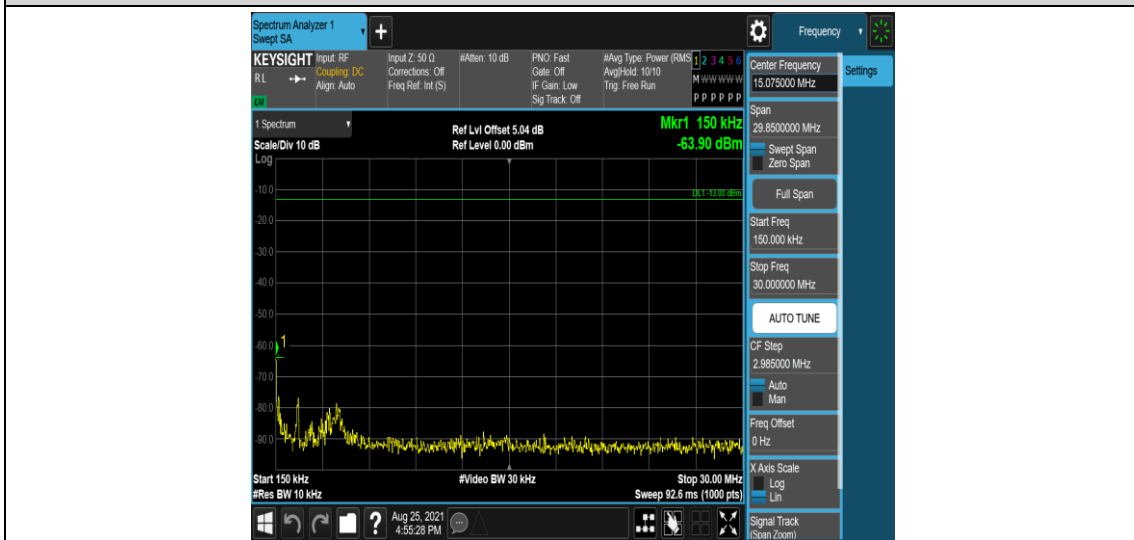 Spectrum Analyzer 1
Swept SA
+
Frequency
KEYSIGHT
RL
LXI
Input: RF
Coupling: DC
Align: Auto
Input Z: 50 Ω
Corrections: Off
Freq Ref: Int (S)
#Atten: 10 dB
PNO: Fast
Gate: Off
IF Gain: Low
Sig Track: Off
#Avg Type: Power (RMS
Avg|Hold: 10/10
Trig: Free Run
1 2 3 4 5 6
M W W W W W
P P P P P P
1 Spectrum
Scale/Div 10 dB
Ref Lvl Offset 5.04 dB
Ref Level 0.00 dBm
Mkr1 150 kHz
-63.90 dBm
Log
DL1 -13.00 dBm
-10.0
-20.0
-30.0
-40.0
-50.0
-60.0
-70.0
-80.0
-90.0
1
Start 150 kHz
#Res BW 10 kHz
#Video BW 30 kHz
Stop 30.00 MHz
Sweep 92.6 ms (1000 pts)
?
Aug 25, 2021
4:55:28 PM
Center Frequency
15.075000 MHz
Settings
Span
29.8500000 MHz
Swept Span
Zero Span
Full Span
Start Freq
150.000 kHz
Stop Freq
30.000000 MHz
AUTO TUNE
CF Step
2.985000 MHz
Auto
Man
Freq Offset
0 Hz
X Axis Scale
Log
Lin
Signal Track
(Span Zoom)